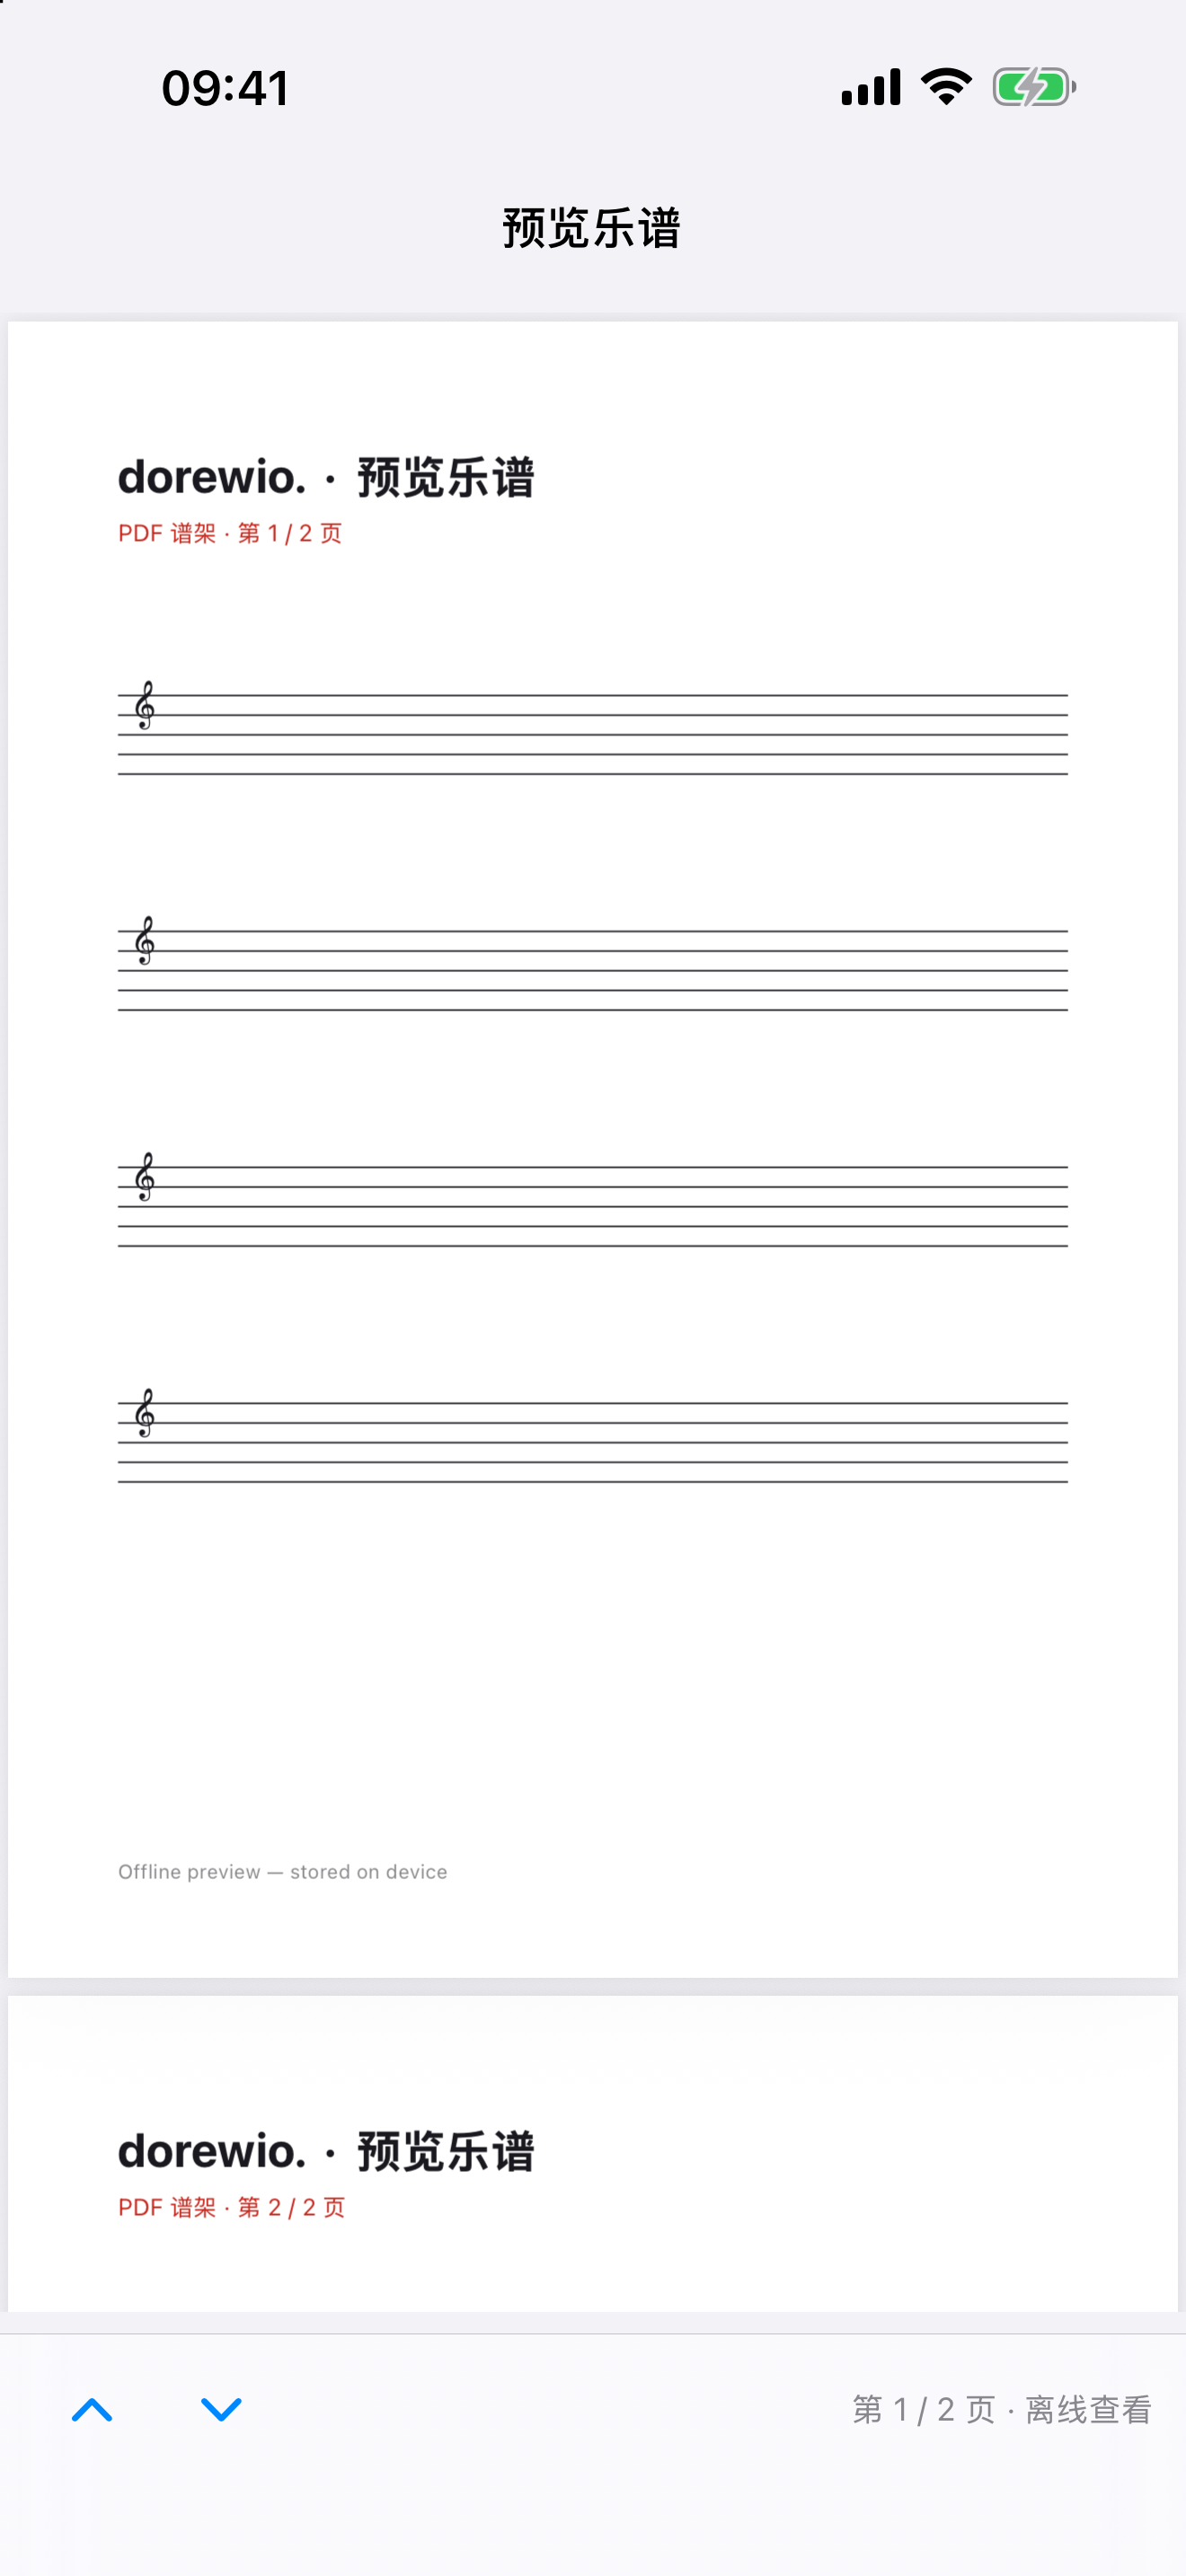 09:41
预览乐谱
dorewio. · 预览乐谱
PDF 谱架 · 第 1 / 2 页
Offline preview — stored on device
dorewio. · 预览乐谱
PDF 谱架 · 第 2 / 2 页
第 1 / 2 页 · 离线查看